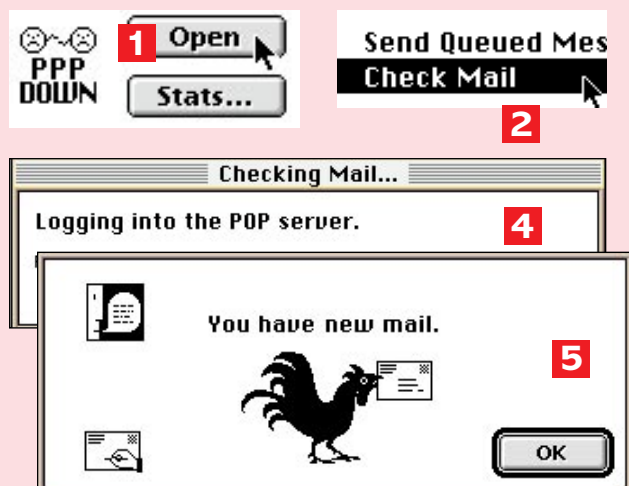 PPP
DOWN
1
Open
Stats...
Send Queued Mes
Check Mail
2
Checking Mail...
Logging into the POP server.
4
You have new mail.
5
OK